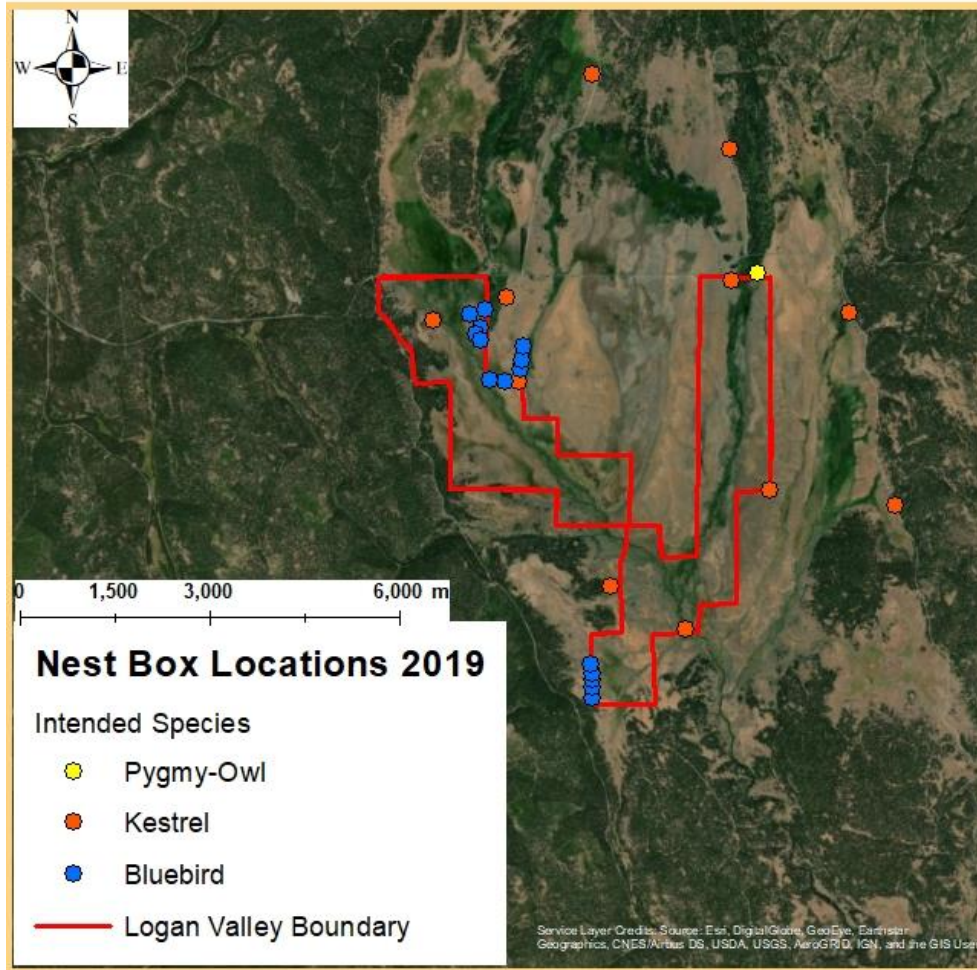 N
W E
S
0 1,500 3,000 6,000 m
Nest Box Locations 2019
Intended Species
Pygmy-Owl
Kestrel
Bluebird
Logan Valley Boundary
Service Layer Credits: Source: Esri, DigitalGlobe, GeoEye, Earthstar
Geographics, CNES/Airbus DS, USDA, USGS, AeroGRID, IGN, and the GIS Use